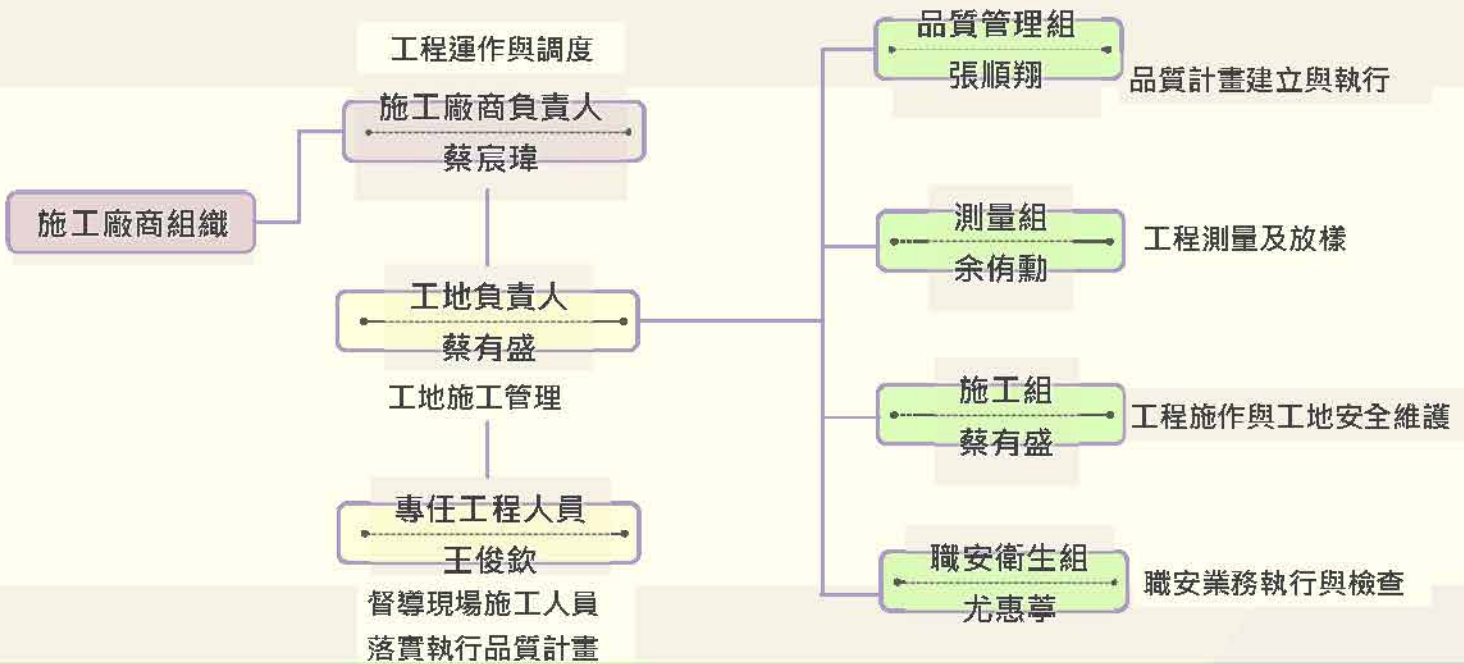 施工廠商組織
工程運作與調度
施工廠商負責人
蔡宸瑋
工地負責人
蔡有盛
工地施工管理
專任工程人員
王俊欽
督導現場施工人員
落實執行品質計畫
品質管理組
張順翔
品質計畫建立與執行
測量組
余侑勳
工程測量及放樣
施工組
蔡有盛
工程施作與工地安全維護
職安衛生組
尤惠葶
職安業務執行與檢查